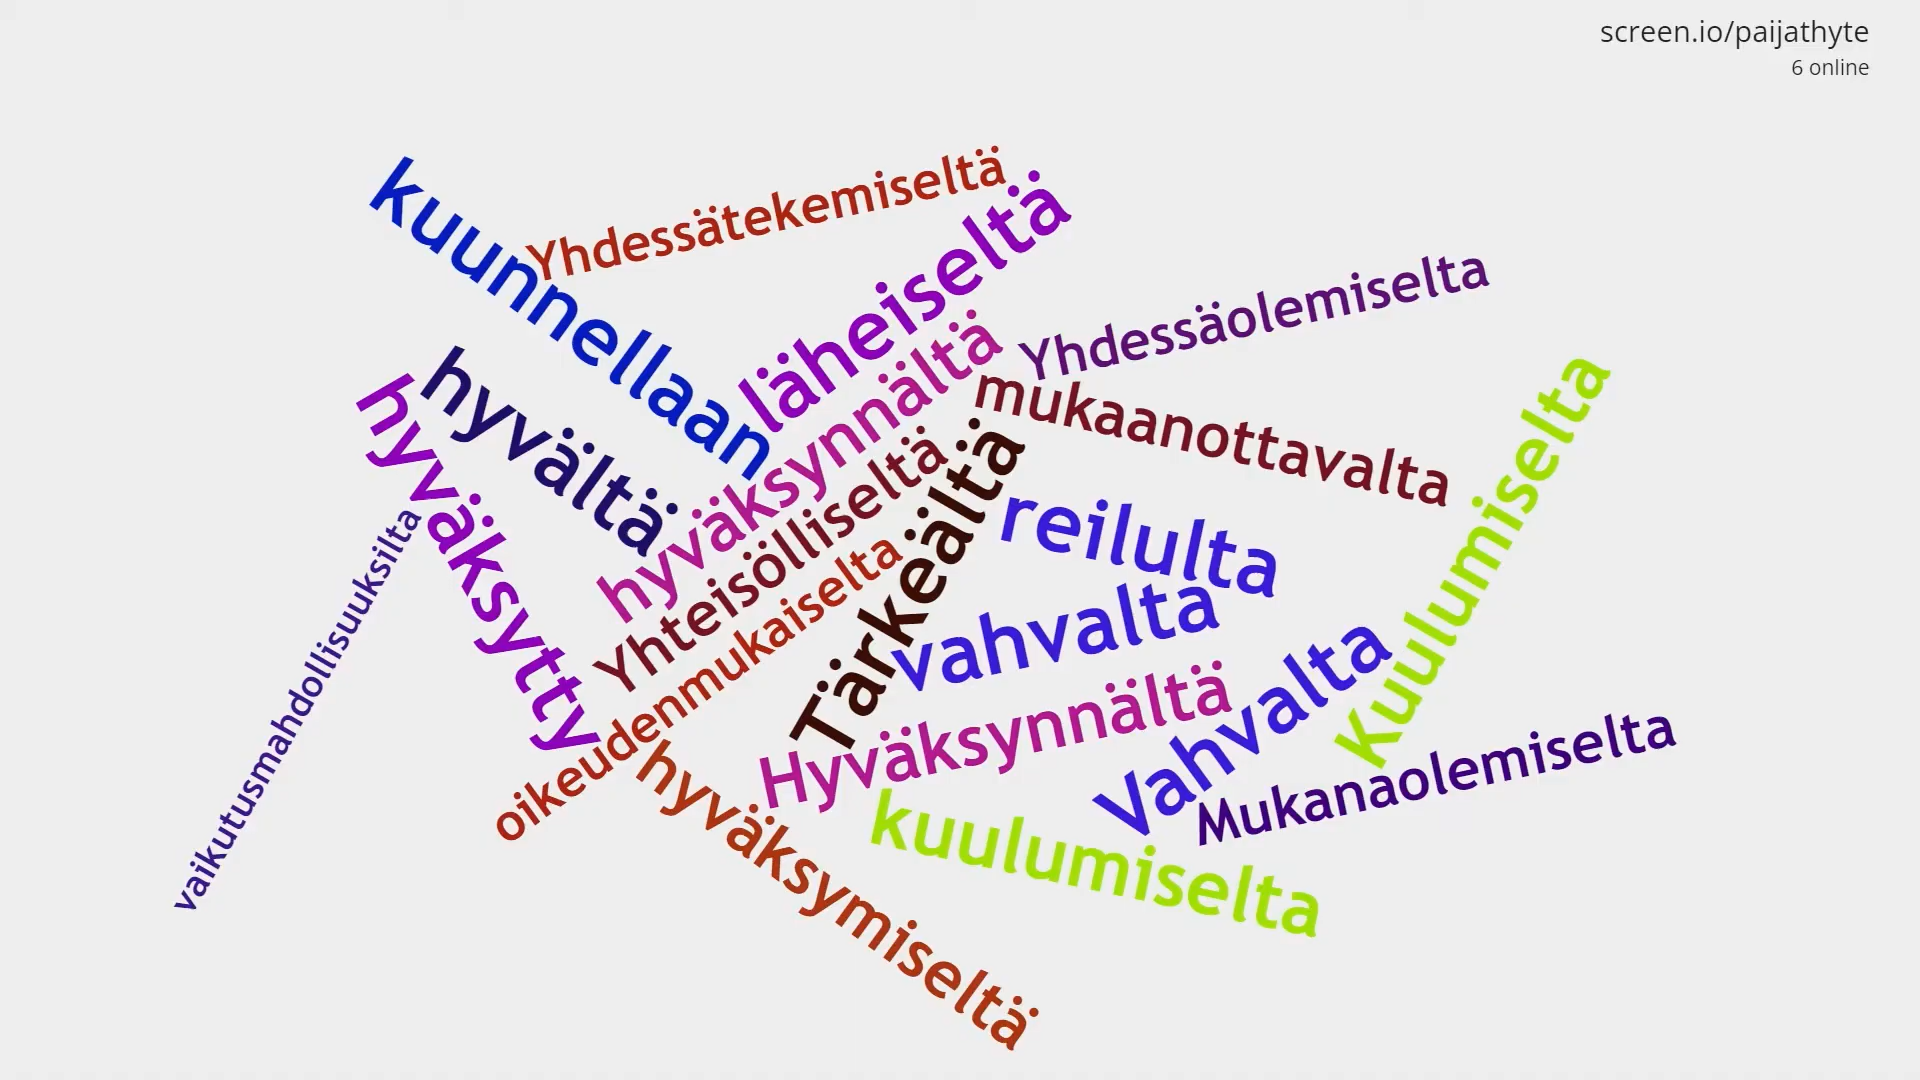 screen.io/paijathyte
6 online
kuunnellaan
Yhdessätekemiseltä
läheiseltä
Yhdessäolemiselta
hyvältä
hyväksynnältä
mukaanottavalta
Kuulumiselta
hyväksytty
Yhteisölliseltä
Tärkeältä
reilulta
vaikutusmahdollisuuksilta
oikeudenmukaiselta
vahvalta
Hyväksynnältä
Vahvalta
Mukanaolemiselta
hyväksymiseltä
kuulumiselta